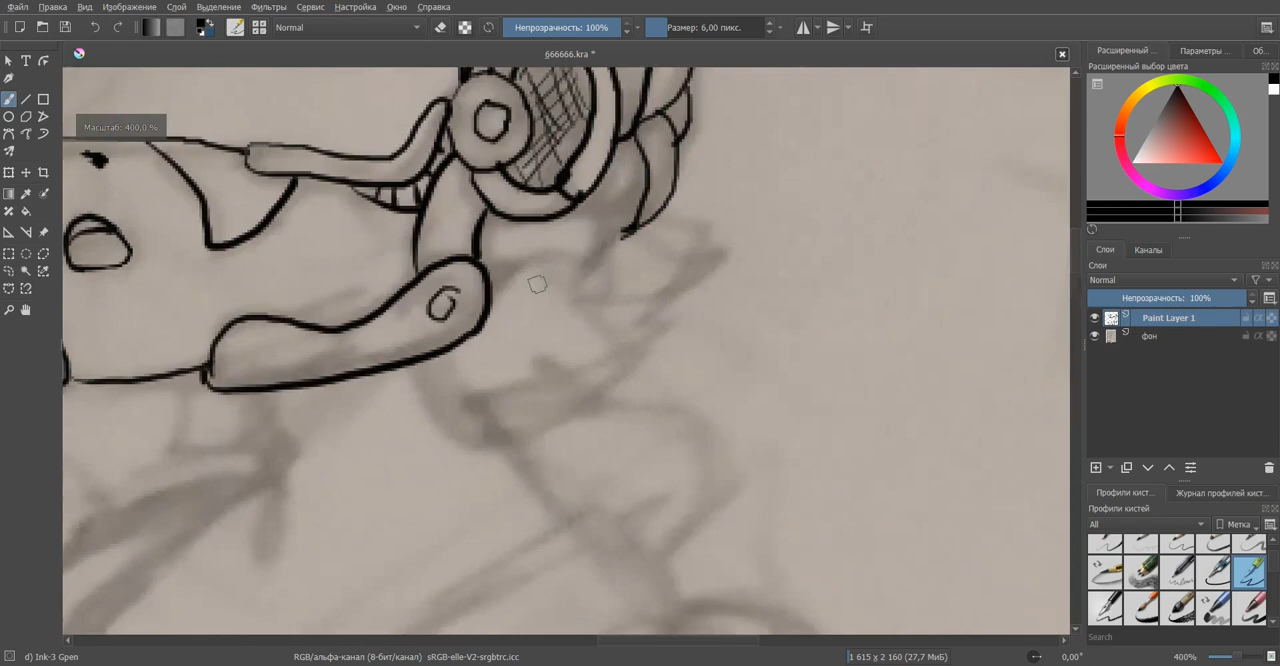 Файл Правка Вид Изображение Слой Выделение Фильтры Сервис Настройка Окно Справка
Normal Непрозрачность: 100% Размер: 6,00 пикс.
666666.kra *
Масштаб: 400,0 %
Расширенный ... Параметры ... Об...
Расширенный выбор цвета
Слои Каналы
Слои
Normal
Непрозрачность: 100%
Paint Layer 1
фон
Профили кист... Журнал профилей кист...
Профили кистей
All Метка
Search
d) Ink-3 Gpen RGB/альфа-канал (8-бит/канал) sRGB-elle-V2-srgbtrc.icc 1 615 x 2 160 (27,7 МиБ) 0,00° 400%